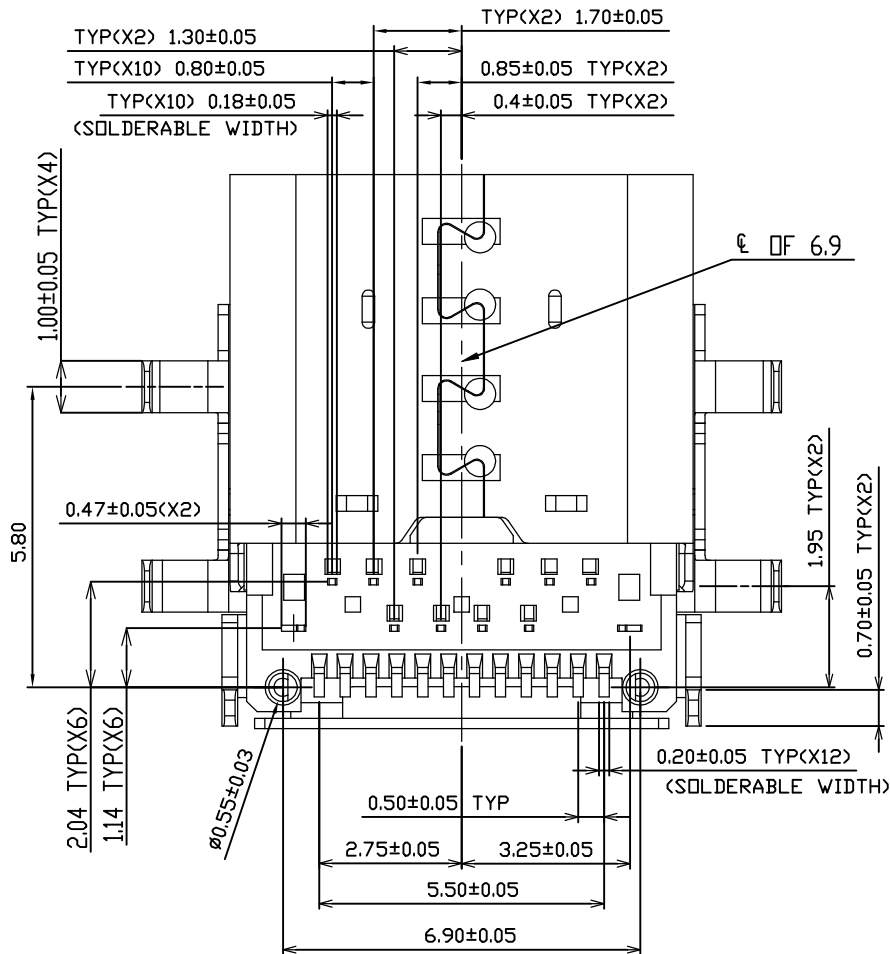 TYP(X2) 1.70±0.05
TYP(X2) 1.30±0.05
TYP(X10) 0.80±0.05
0.85±0.05 TYP(X2)
TYP(X10) 0.18±0.05
(SOLDERABLE WIDTH)
0.4±0.05 TYP(X2)
1.00±0.05 TYP(X4)
℄ OF 6.9
0.47±0.05(X2)
5.80
1.95 TYP(X2)
0.70±0.05 TYP(X2)
2.04 TYP(X6)
1.14 TYP(X6)
ø0.55±0.03
0.20±0.05 TYP(X12)
(SOLDERABLE WIDTH)
0.50±0.05 TYP
2.75±0.05
3.25±0.05
5.50±0.05
6.90±0.05